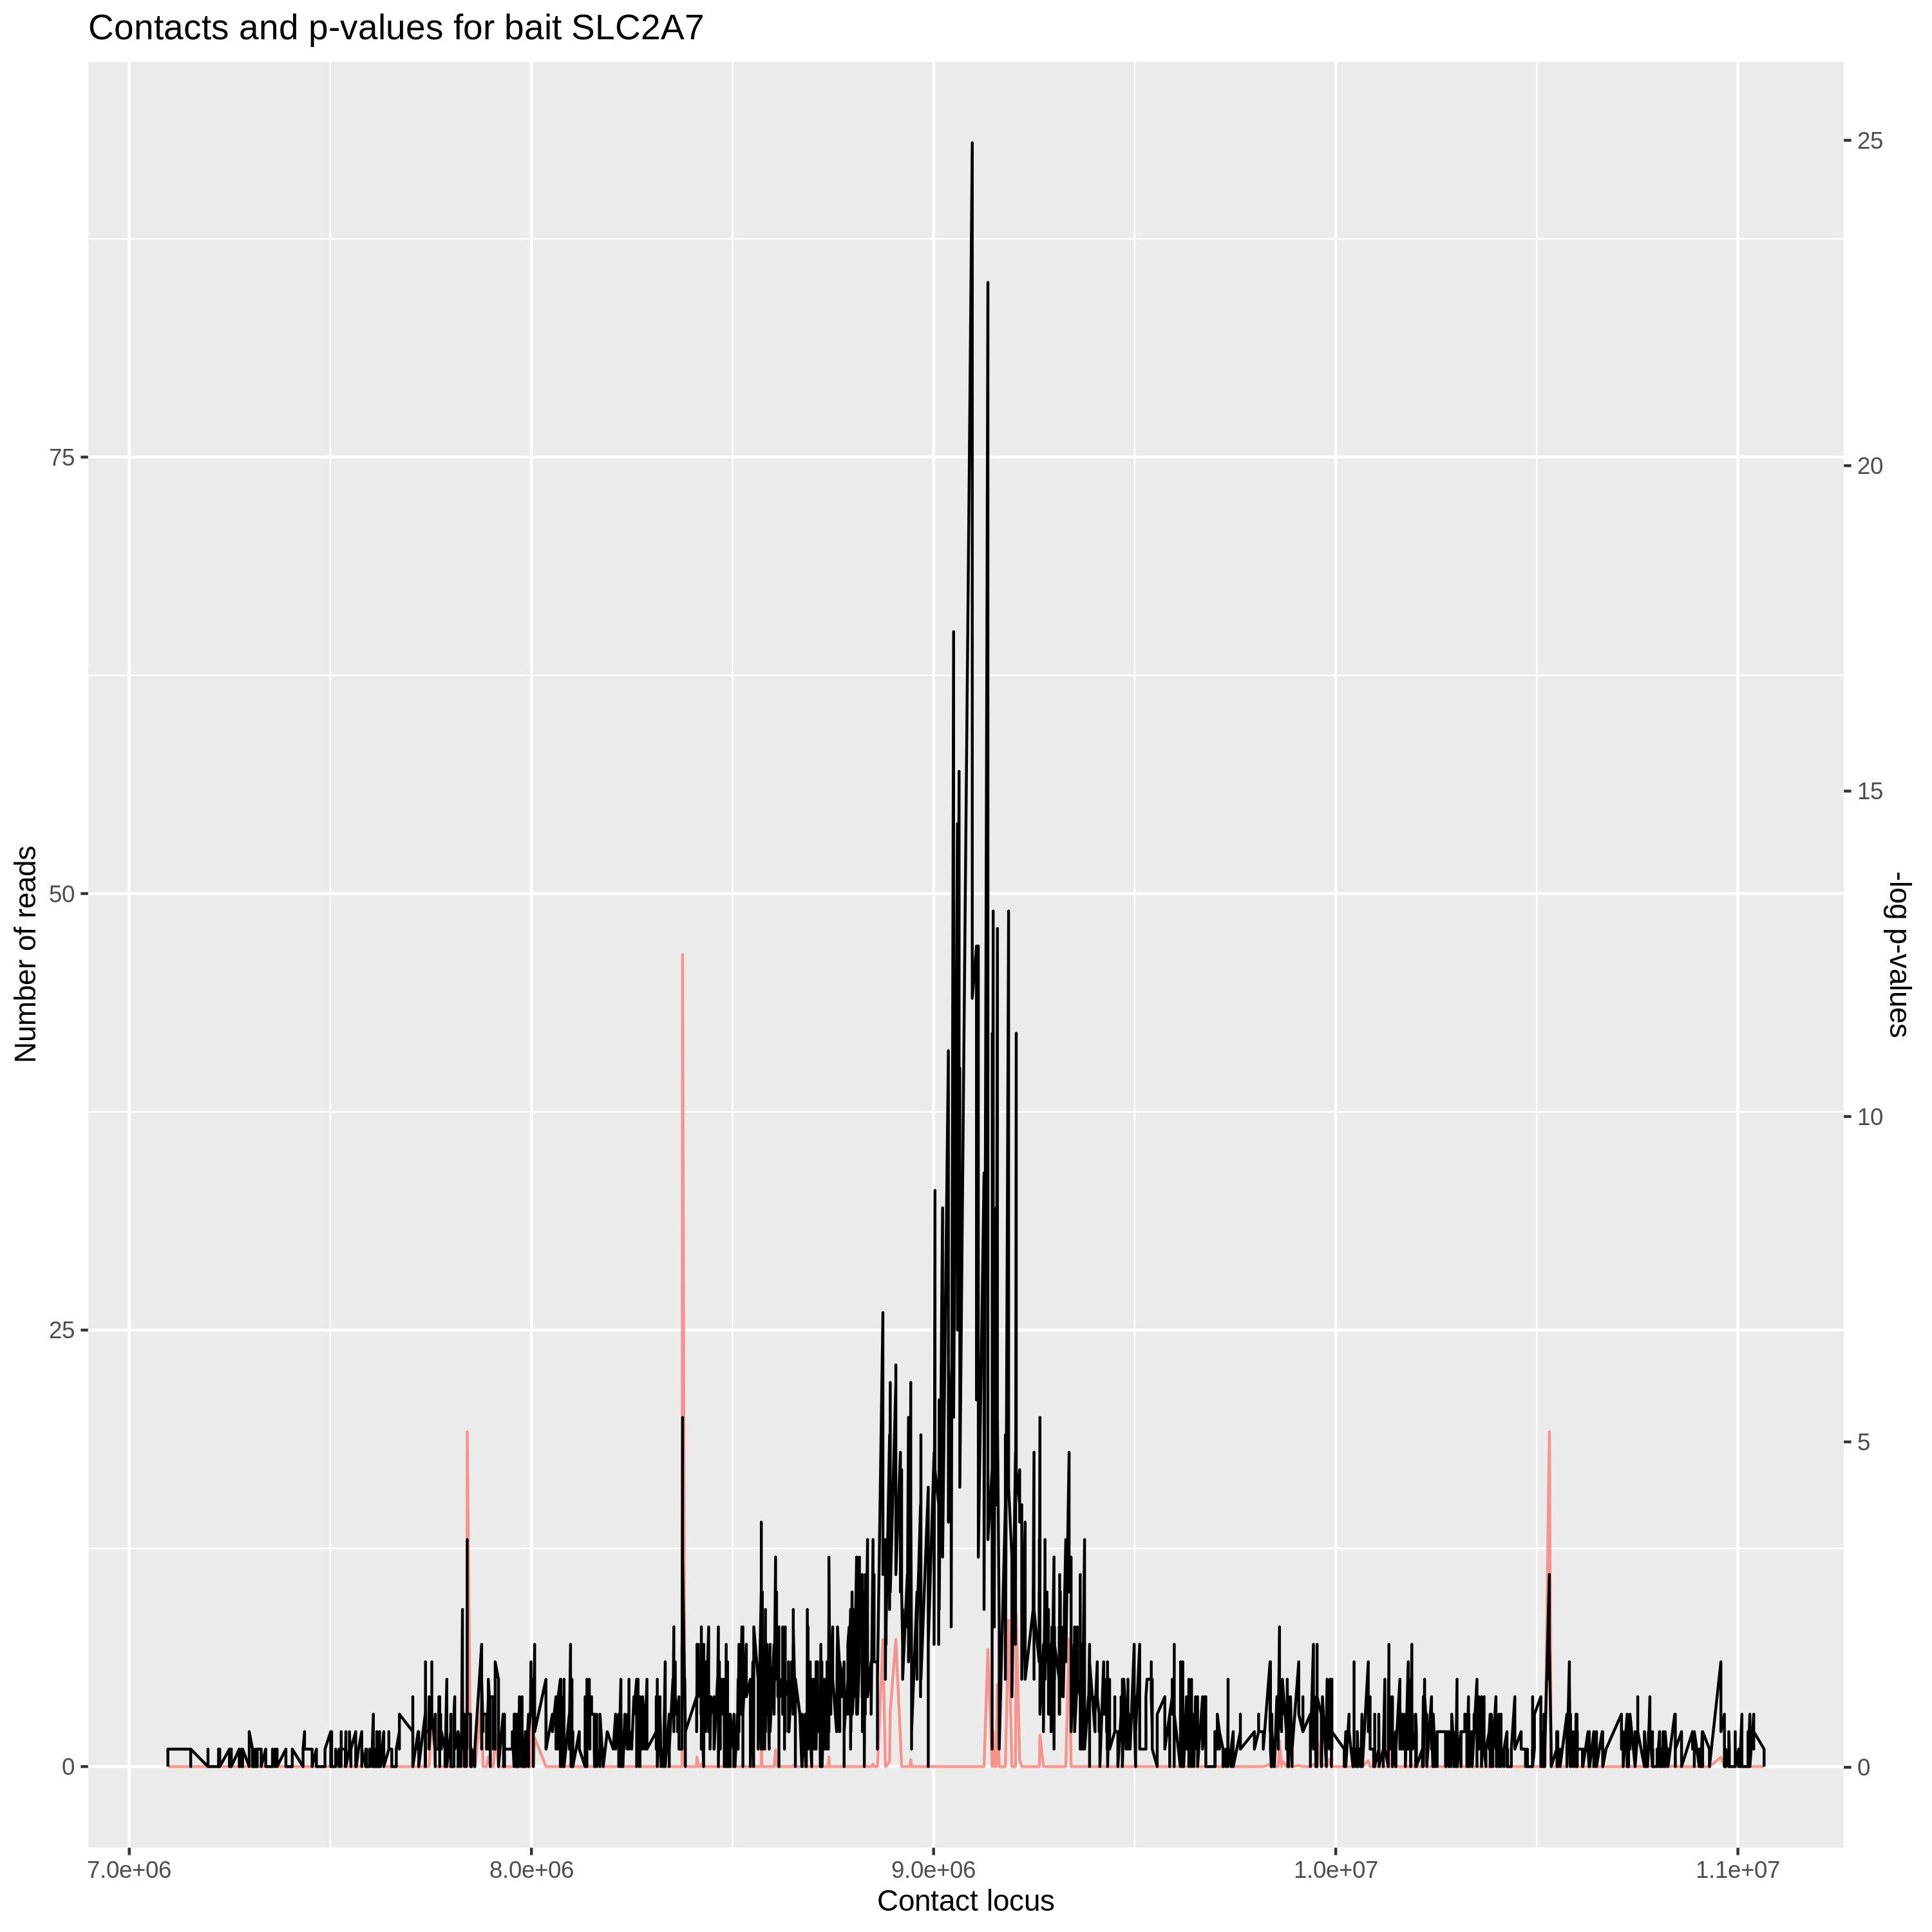 Contacts and p-values for bait SLC2A7
75
50
25
0
25
20
15
10
5
0
Number of reads
-log p-values
7.0e+06 8.0e+06 9.0e+06 1.0e+07 1.1e+07
Contact locus